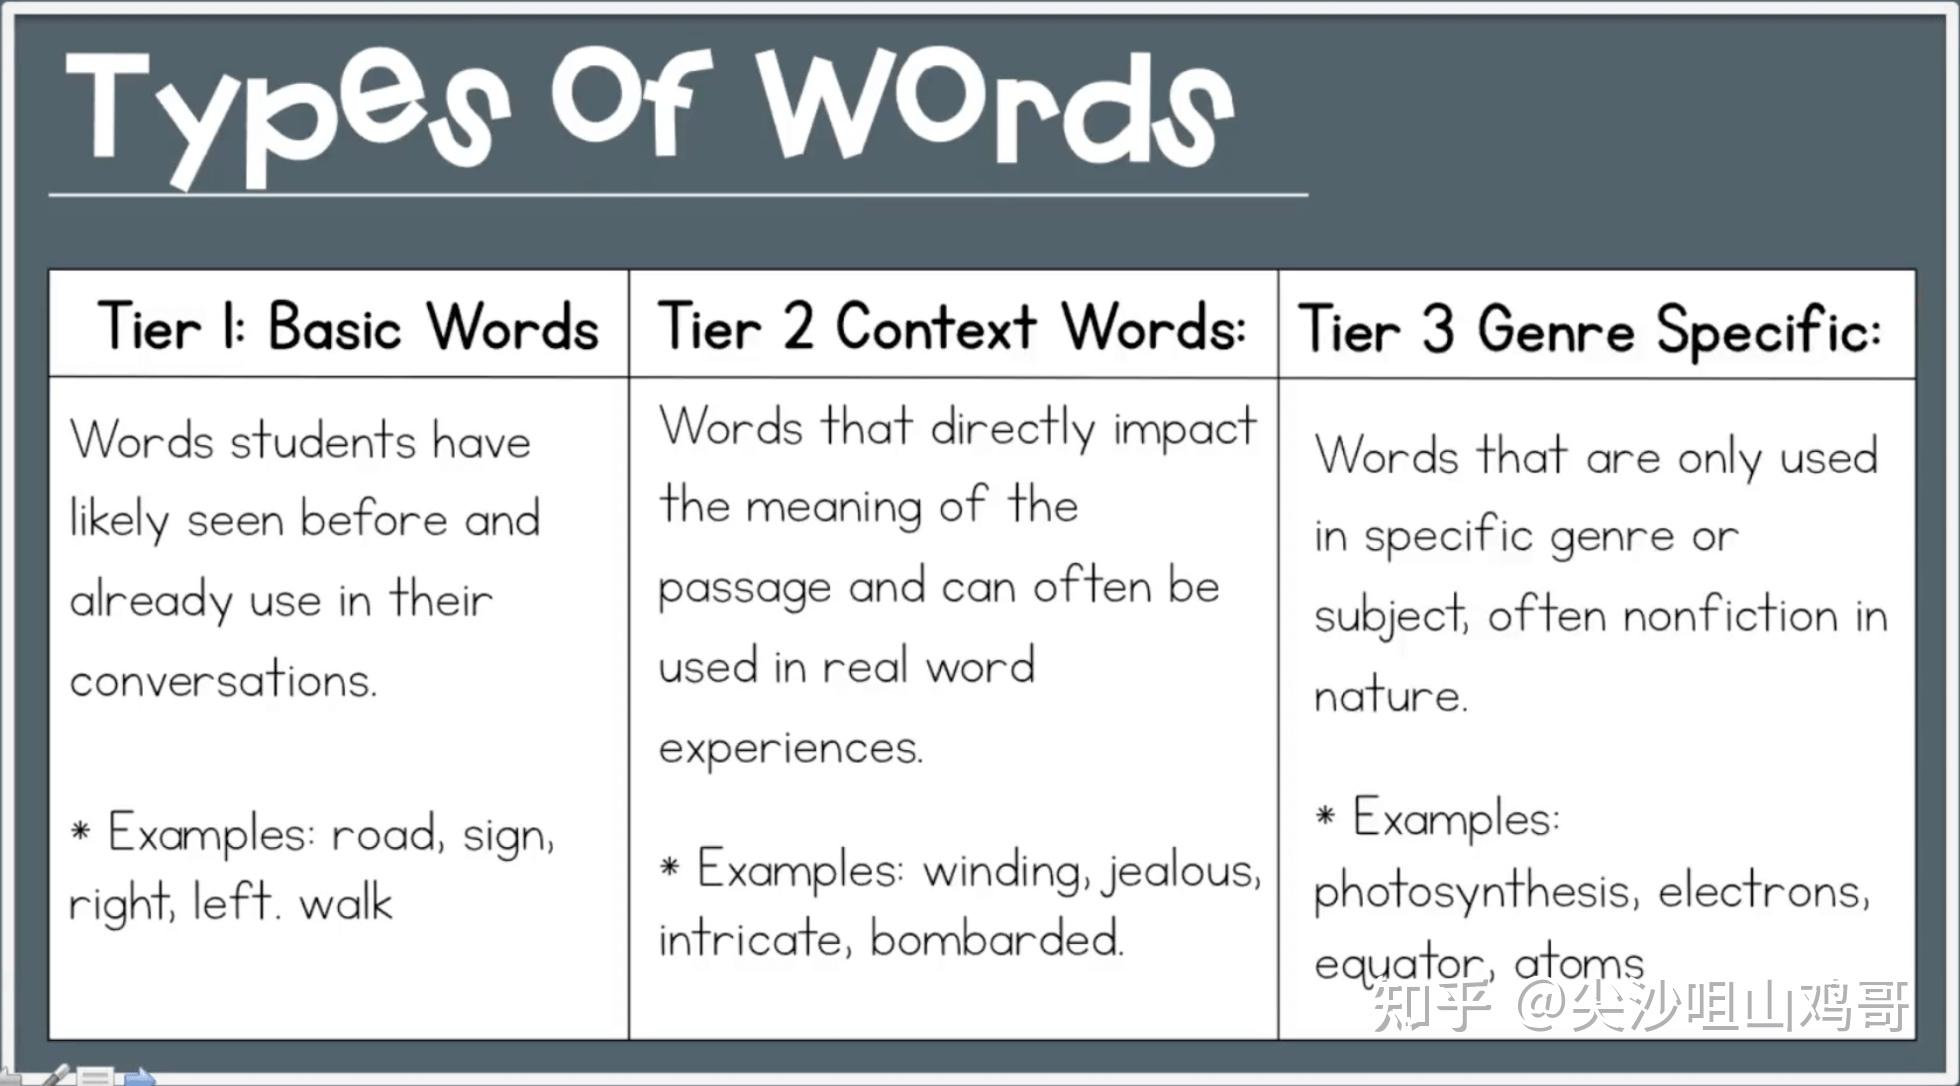 Types of Words
Tier 1: Basic Words
Words students have
likely seen before and
already use in their
conversations.
* Examples: road, sign,
right, left. walk
Tier 2 Context Words:
Words that directly impact
the meaning of the
passage and can often be
used in real word
experiences.
* Examples: winding, jealous,
intricate, bombarded.
Tier 3 Genre Specific:
Words that are only used
in specific genre or
subject, often nonfiction in
nature.
* Examples:
photosynthesis, electrons,
equator, atoms
知乎 @尖沙咀山鸡哥